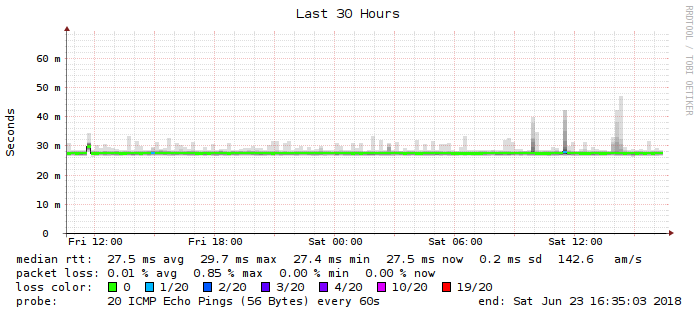 Last 30 Hours
RRDTOOL / TOBI OETIKER
Seconds
60 m
50 m
40 m
30 m
20 m
10 m
0
Fri 12:00 Fri 18:00 Sat 00:00 Sat 06:00 Sat 12:00
median rtt: 27.5 ms avg 29.7 ms max 27.4 ms min 27.5 ms now 0.2 ms sd 142.6 am/s
packet loss: 0.01 % avg 0.85 % max 0.00 % min 0.00 % now
loss color: 0 1/20 2/20 3/20 4/20 10/20 19/20
probe: 20 ICMP Echo Pings (56 Bytes) every 60s end: Sat Jun 23 16:35:03 2018